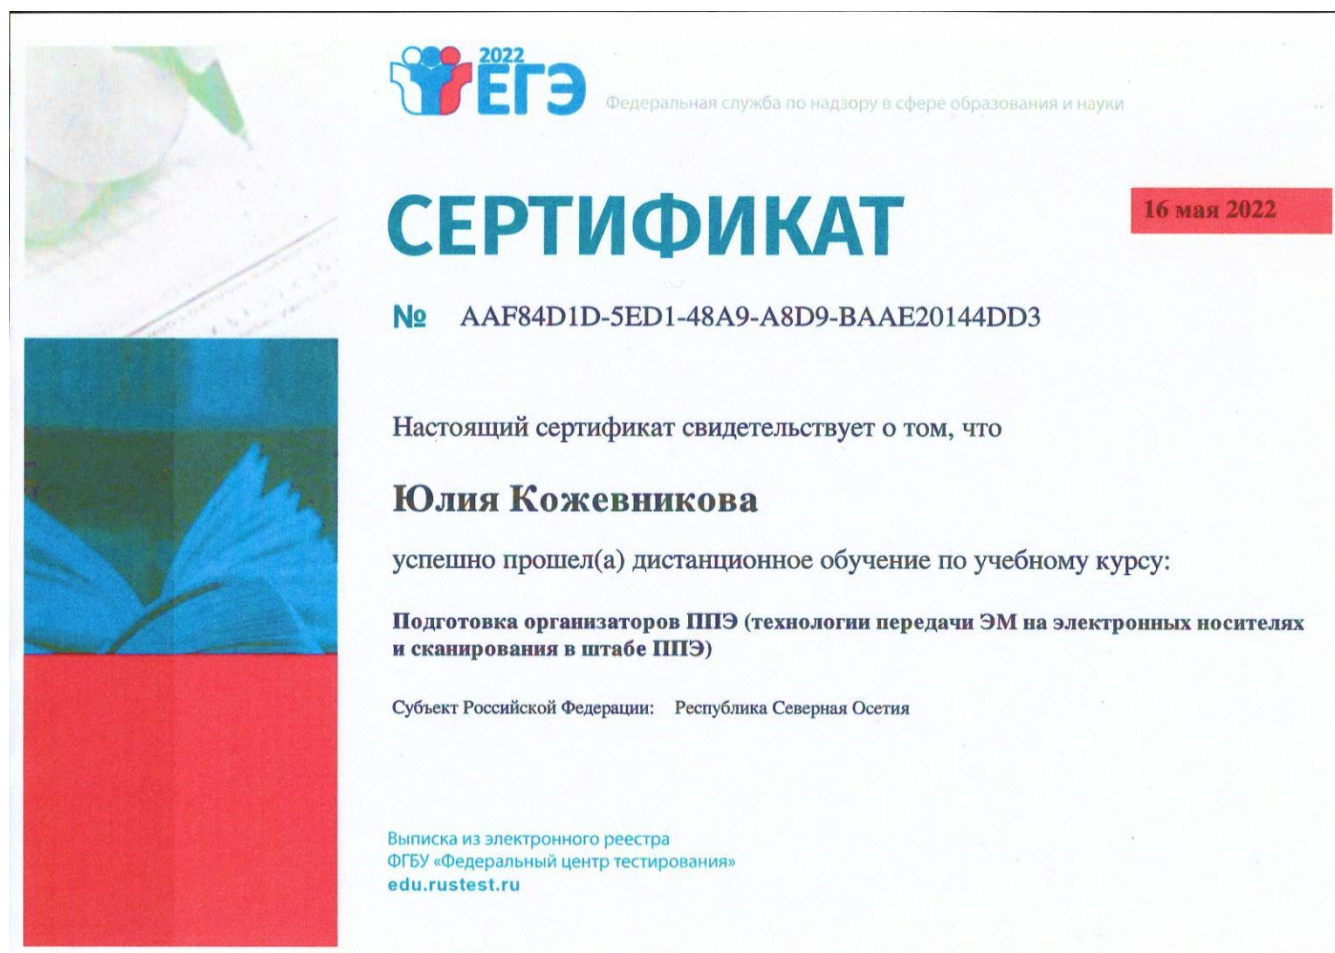 2022
ЕГЭ
Федеральная служба по надзору в сфере образования и науки
СЕРТИФИКАТ
16 мая 2022
№ AAF84D1D-5ED1-48A9-A8D9-BAAE20144DD3
Настоящий сертификат свидетельствует о том, что
Юлия Кожевникова
успешно прошел(а) дистанционное обучение по учебному курсу:
Подготовка организаторов ППЭ (технологии передачи ЭМ на электронных носителях
и сканирования в штабе ППЭ)
Субъект Российской Федерации: Республика Северная Осетия
Выписка из электронного реестра
ФГБУ «Федеральный центр тестирования»
edu.rustest.ru